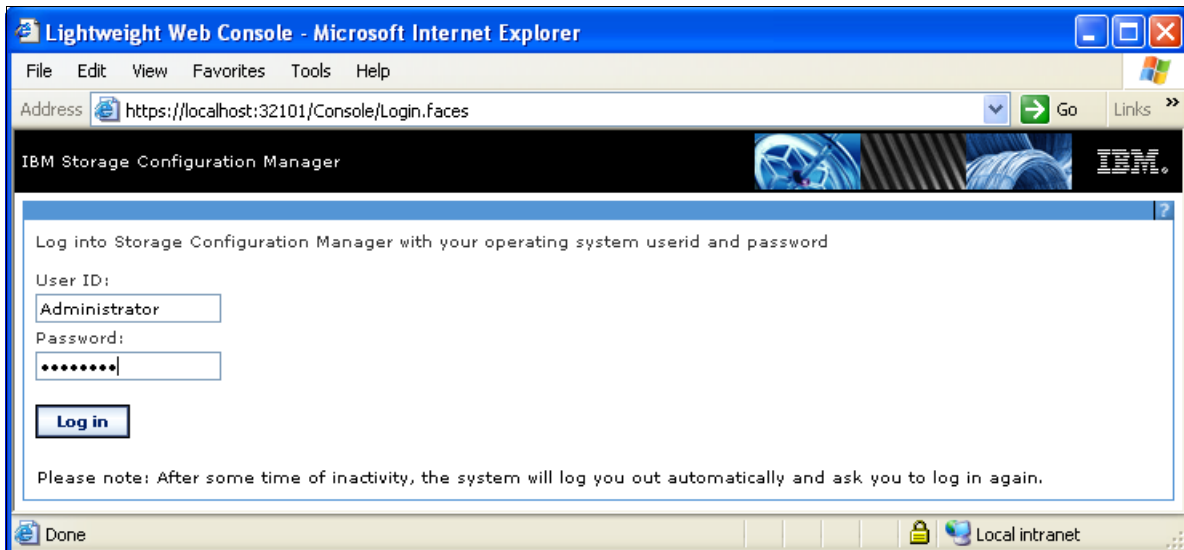 Lightweight Web Console - Microsoft Internet Explorer
File Edit View Favorites Tools Help
Address https://localhost:32101/Console/Login.faces Go Links »
IBM Storage Configuration Manager IBM.
?
Log into Storage Configuration Manager with your operating system userid and password
User ID:
Administrator
Password:
••••••••
Log in
Please note: After some time of inactivity, the system will log you out automatically and ask you to log in again.
Done Local intranet